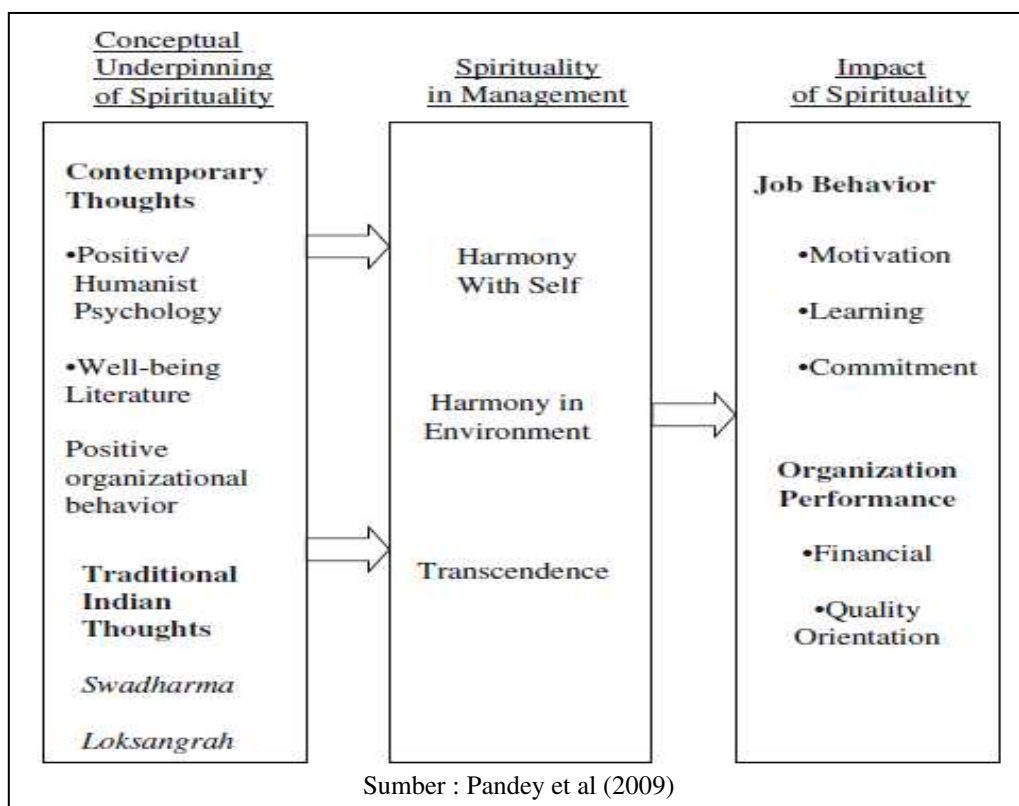 Conceptual
Underpinning
of Spirituality
Contemporary
Thoughts
•Positive/
Humanist
Psychology
•Well-being
Literature
Positive
organizational
behavior
Traditional
Indian
Thoughts
Swadharma
Loksangrah
Spirituality
in Management
Harmony
With Self
Harmony in
Environment
Transcendence
Impact
of Spirituality
Job Behavior
•Motivation
•Learning
•Commitment
Organization
Performance
•Financial
•Quality
Orientation
Sumber : Pandey et al (2009)